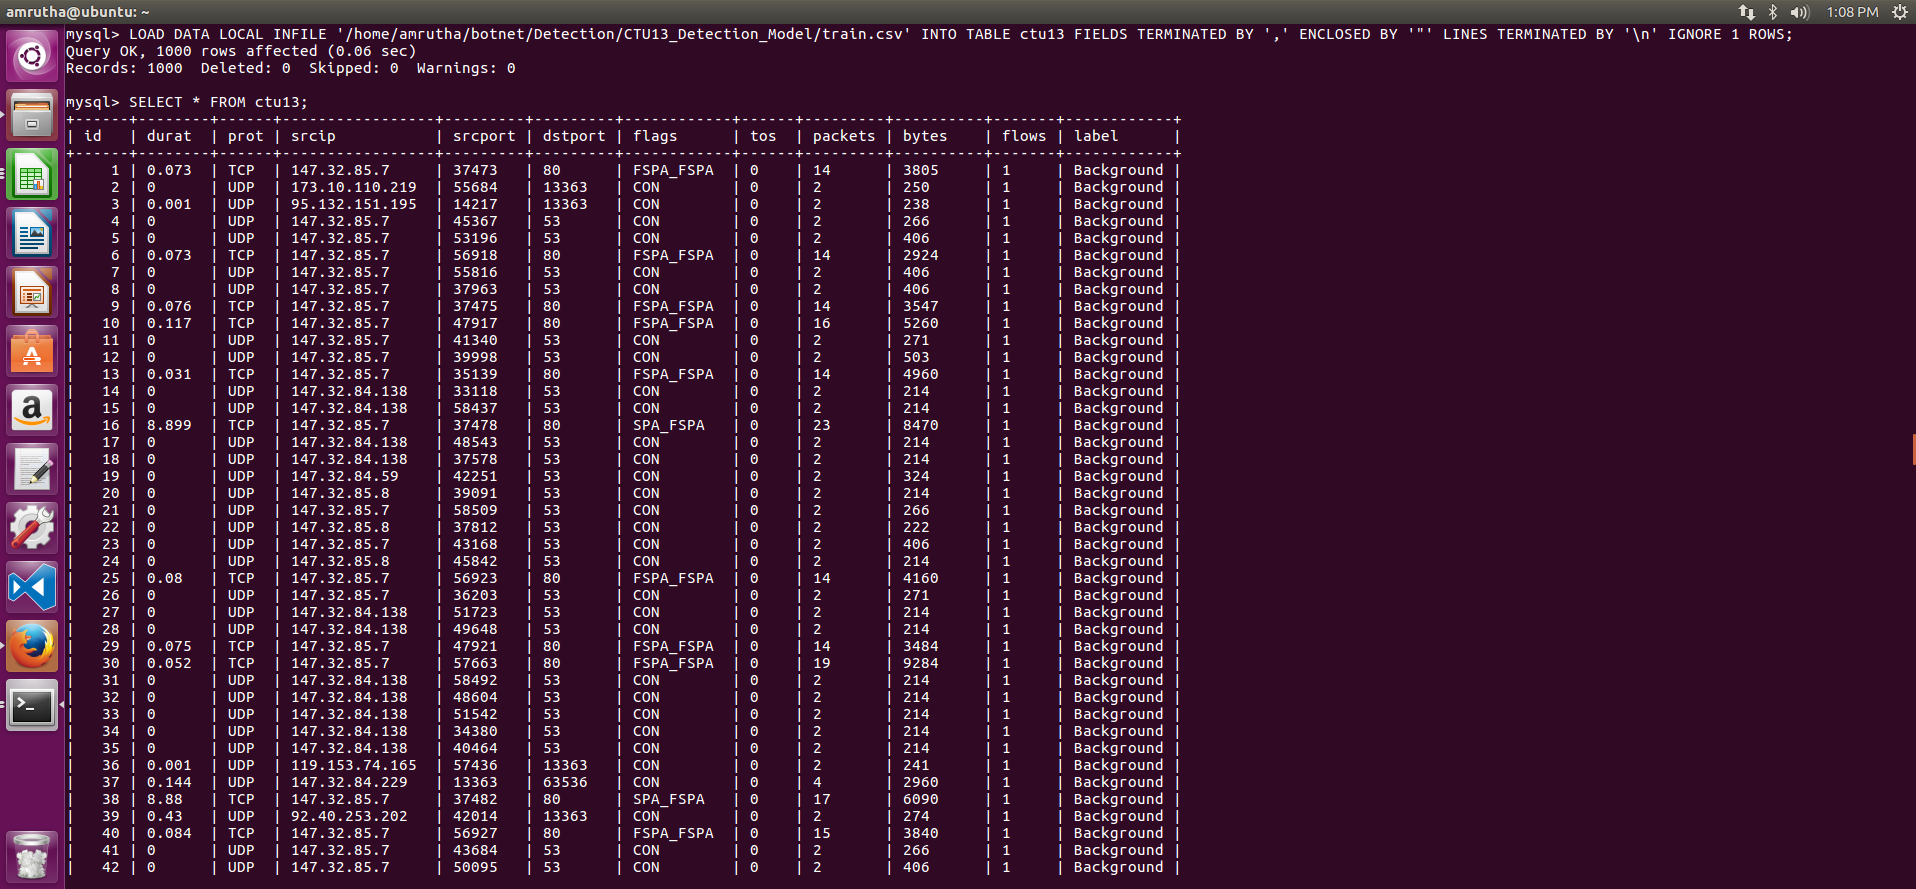 amrutha@ubuntu: ~
1:08 PM
mysql> LOAD DATA LOCAL INFILE '/home/amrutha/botnet/Detection/CTU13_Detection_Model/train.csv' INTO TABLE ctu13 FIELDS TERMINATED BY ',' ENCLOSED BY '"' LINES TERMINATED BY '\n' IGNORE 1 ROWS;
Query OK, 1000 rows affected (0.06 sec)
Records: 1000  Deleted: 0  Skipped: 0  Warnings: 0
mysql> SELECT * FROM ctu13;
+------+--------+------+-----------------+---------+---------+------------+------+---------+----------+-------+------------+
| id   | durat  | prot | srcip           | srcport | dstport | flags      | tos  | packets | bytes    | flows | label      |
+------+--------+------+-----------------+---------+---------+------------+------+---------+----------+-------+------------+
|    1 | 0.073  | TCP  | 147.32.85.7     | 37473   | 80      | FSPA_FSPA  | 0    | 14      | 3805     | 1     | Background |
|    2 | 0      | UDP  | 173.10.110.219  | 55684   | 13363   | CON        | 0    | 2       | 250      | 1     | Background |
|    3 | 0.001  | UDP  | 95.132.151.195  | 14217   | 13363   | CON        | 0    | 2       | 238      | 1     | Background |
|    4 | 0      | UDP  | 147.32.85.7     | 45367   | 53      | CON        | 0    | 2       | 266      | 1     | Background |
|    5 | 0      | UDP  | 147.32.85.7     | 53196   | 53      | CON        | 0    | 2       | 406      | 1     | Background |
|    6 | 0.073  | TCP  | 147.32.85.7     | 56918   | 80      | FSPA_FSPA  | 0    | 14      | 2924     | 1     | Background |
|    7 | 0      | UDP  | 147.32.85.7     | 55816   | 53      | CON        | 0    | 2       | 406      | 1     | Background |
|    8 | 0      | UDP  | 147.32.85.7     | 37963   | 53      | CON        | 0    | 2       | 406      | 1     | Background |
|    9 | 0.076  | TCP  | 147.32.85.7     | 37475   | 80      | FSPA_FSPA  | 0    | 14      | 3547     | 1     | Background |
|   10 | 0.117  | TCP  | 147.32.85.7     | 47917   | 80      | FSPA_FSPA  | 0    | 16      | 5260     | 1     | Background |
|   11 | 0      | UDP  | 147.32.85.7     | 41340   | 53      | CON        | 0    | 2       | 271      | 1     | Background |
|   12 | 0      | UDP  | 147.32.85.7     | 39998   | 53      | CON        | 0    | 2       | 503      | 1     | Background |
|   13 | 0.031  | TCP  | 147.32.85.7     | 35139   | 80      | FSPA_FSPA  | 0    | 14      | 4960     | 1     | Background |
|   14 | 0      | UDP  | 147.32.84.138   | 33118   | 53      | CON        | 0    | 2       | 214      | 1     | Background |
|   15 | 0      | UDP  | 147.32.84.138   | 58437   | 53      | CON        | 0    | 2       | 214      | 1     | Background |
|   16 | 8.899  | TCP  | 147.32.85.7     | 37478   | 80      | SPA_FSPA   | 0    | 23      | 8470     | 1     | Background |
|   17 | 0      | UDP  | 147.32.84.138   | 48543   | 53      | CON        | 0    | 2       | 214      | 1     | Background |
|   18 | 0      | UDP  | 147.32.84.138   | 37578   | 53      | CON        | 0    | 2       | 214      | 1     | Background |
|   19 | 0      | UDP  | 147.32.84.59    | 42251   | 53      | CON        | 0    | 2       | 324      | 1     | Background |
|   20 | 0      | UDP  | 147.32.85.8     | 39091   | 53      | CON        | 0    | 2       | 214      | 1     | Background |
|   21 | 0      | UDP  | 147.32.85.7     | 58509   | 53      | CON        | 0    | 2       | 266      | 1     | Background |
|   22 | 0      | UDP  | 147.32.85.8     | 37812   | 53      | CON        | 0    | 2       | 222      | 1     | Background |
|   23 | 0      | UDP  | 147.32.85.7     | 43168   | 53      | CON        | 0    | 2       | 406      | 1     | Background |
|   24 | 0      | UDP  | 147.32.85.8     | 45842   | 53      | CON        | 0    | 2       | 214      | 1     | Background |
|   25 | 0.08   | TCP  | 147.32.85.7     | 56923   | 80      | FSPA_FSPA  | 0    | 14      | 4160     | 1     | Background |
|   26 | 0      | UDP  | 147.32.85.7     | 36203   | 53      | CON        | 0    | 2       | 271      | 1     | Background |
|   27 | 0      | UDP  | 147.32.84.138   | 51723   | 53      | CON        | 0    | 2       | 214      | 1     | Background |
|   28 | 0      | UDP  | 147.32.84.138   | 49648   | 53      | CON        | 0    | 2       | 214      | 1     | Background |
|   29 | 0.075  | TCP  | 147.32.85.7     | 47921   | 80      | FSPA_FSPA  | 0    | 14      | 3484     | 1     | Background |
|   30 | 0.052  | TCP  | 147.32.85.7     | 57663   | 80      | FSPA_FSPA  | 0    | 19      | 9284     | 1     | Background |
|   31 | 0      | UDP  | 147.32.84.138   | 58492   | 53      | CON        | 0    | 2       | 214      | 1     | Background |
|   32 | 0      | UDP  | 147.32.84.138   | 48604   | 53      | CON        | 0    | 2       | 214      | 1     | Background |
|   33 | 0      | UDP  | 147.32.84.138   | 51542   | 53      | CON        | 0    | 2       | 214      | 1     | Background |
|   34 | 0      | UDP  | 147.32.84.138   | 34380   | 53      | CON        | 0    | 2       | 214      | 1     | Background |
|   35 | 0      | UDP  | 147.32.84.138   | 40464   | 53      | CON        | 0    | 2       | 214      | 1     | Background |
|   36 | 0.001  | UDP  | 119.153.74.165  | 57436   | 13363   | CON        | 0    | 2       | 241      | 1     | Background |
|   37 | 0.144  | UDP  | 147.32.84.229   | 13363   | 63536   | CON        | 0    | 4       | 2960     | 1     | Background |
|   38 | 8.88   | TCP  | 147.32.85.7     | 37482   | 80      | SPA_FSPA   | 0    | 17      | 6090     | 1     | Background |
|   39 | 0.43   | UDP  | 92.40.253.202   | 42014   | 13363   | CON        | 0    | 2       | 274      | 1     | Background |
|   40 | 0.084  | TCP  | 147.32.85.7     | 56927   | 80      | FSPA_FSPA  | 0    | 15      | 3840     | 1     | Background |
|   41 | 0      | UDP  | 147.32.85.7     | 43684   | 53      | CON        | 0    | 2       | 266      | 1     | Background |
|   42 | 0      | UDP  | 147.32.85.7     | 50095   | 53      | CON        | 0    | 2       | 406      | 1     | Background |